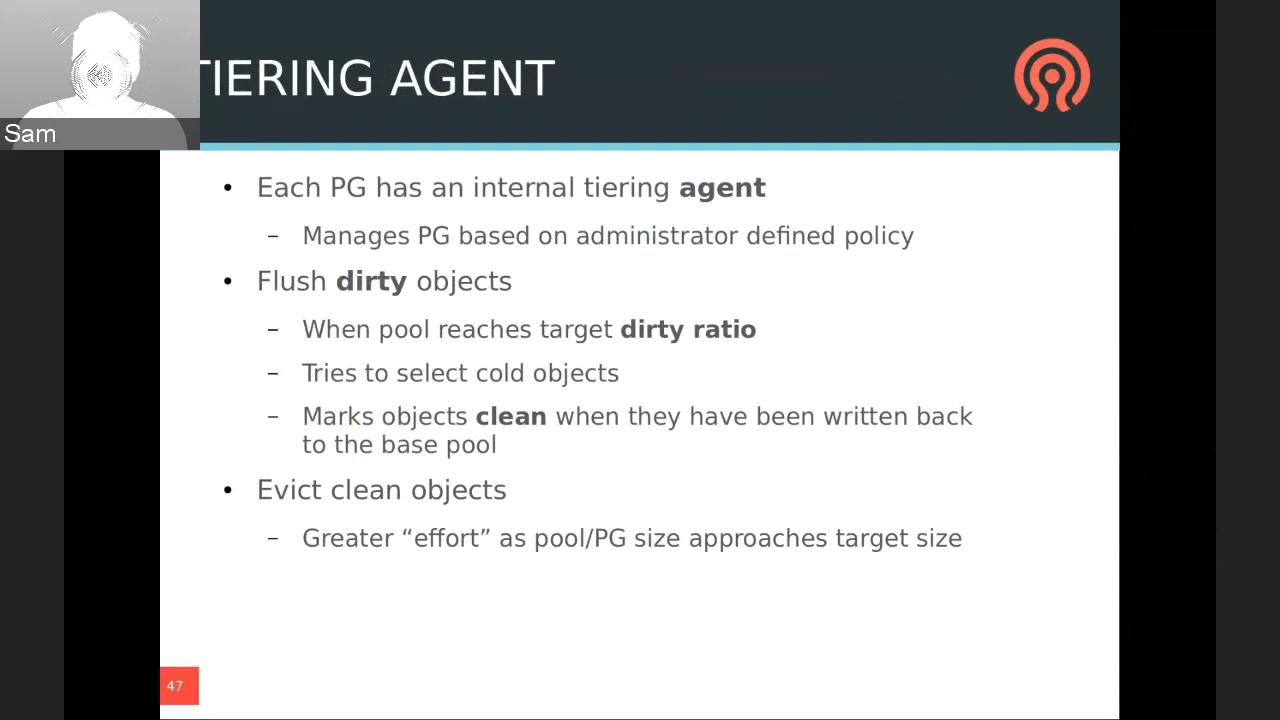 TIERING AGENT
Sam
• Each PG has an internal tiering agent
– Manages PG based on administrator defined policy
• Flush dirty objects
– When pool reaches target dirty ratio
– Tries to select cold objects
– Marks objects clean when they have been written back
to the base pool
• Evict clean objects
– Greater “effort” as pool/PG size approaches target size
47